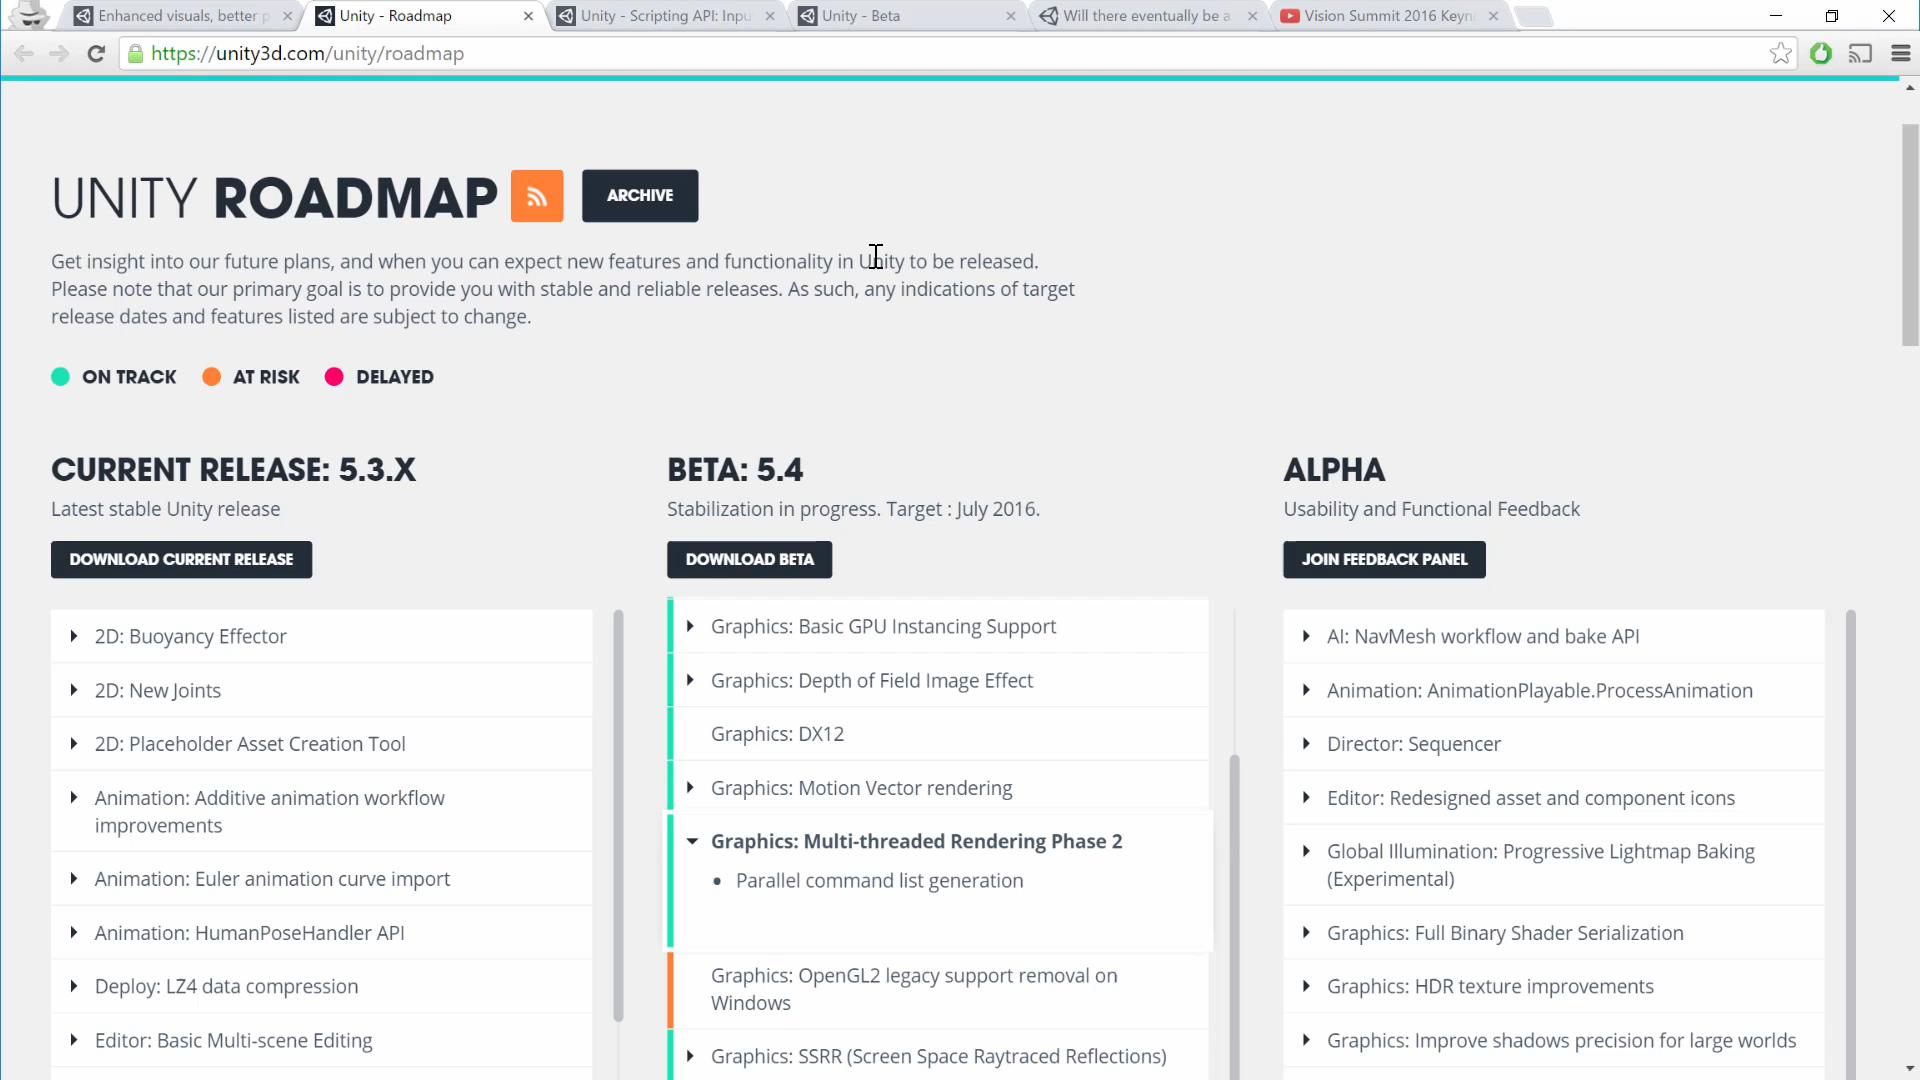 Enhanced visuals, better p
Unity - Roadmap
Unity - Scripting API: Inpu
Unity - Beta
Will there eventually be a
Vision Summit 2016 Keyn
https://unity3d.com/unity/roadmap
UNITY ROADMAP
ARCHIVE
Get insight into our future plans, and when you can expect new features and functionality in Unity to be released.
Please note that our primary goal is to provide you with stable and reliable releases. As such, any indications of target
release dates and features listed are subject to change.
ON TRACK
AT RISK
DELAYED
CURRENT RELEASE: 5.3.X
Latest stable Unity release
DOWNLOAD CURRENT RELEASE
2D: Buoyancy Effector
2D: New Joints
2D: Placeholder Asset Creation Tool
Animation: Additive animation workflow
improvements
Animation: Euler animation curve import
Animation: HumanPoseHandler API
Deploy: LZ4 data compression
Editor: Basic Multi-scene Editing
BETA: 5.4
Stabilization in progress. Target : July 2016.
DOWNLOAD BETA
Graphics: Basic GPU Instancing Support
Graphics: Depth of Field Image Effect
Graphics: DX12
Graphics: Motion Vector rendering
Graphics: Multi-threaded Rendering Phase 2
Parallel command list generation
Graphics: OpenGL2 legacy support removal on
Windows
Graphics: SSRR (Screen Space Raytraced Reflections)
ALPHA
Usability and Functional Feedback
JOIN FEEDBACK PANEL
AI: NavMesh workflow and bake API
Animation: AnimationPlayable.ProcessAnimation
Director: Sequencer
Editor: Redesigned asset and component icons
Global Illumination: Progressive Lightmap Baking
(Experimental)
Graphics: Full Binary Shader Serialization
Graphics: HDR texture improvements
Graphics: Improve shadows precision for large worlds